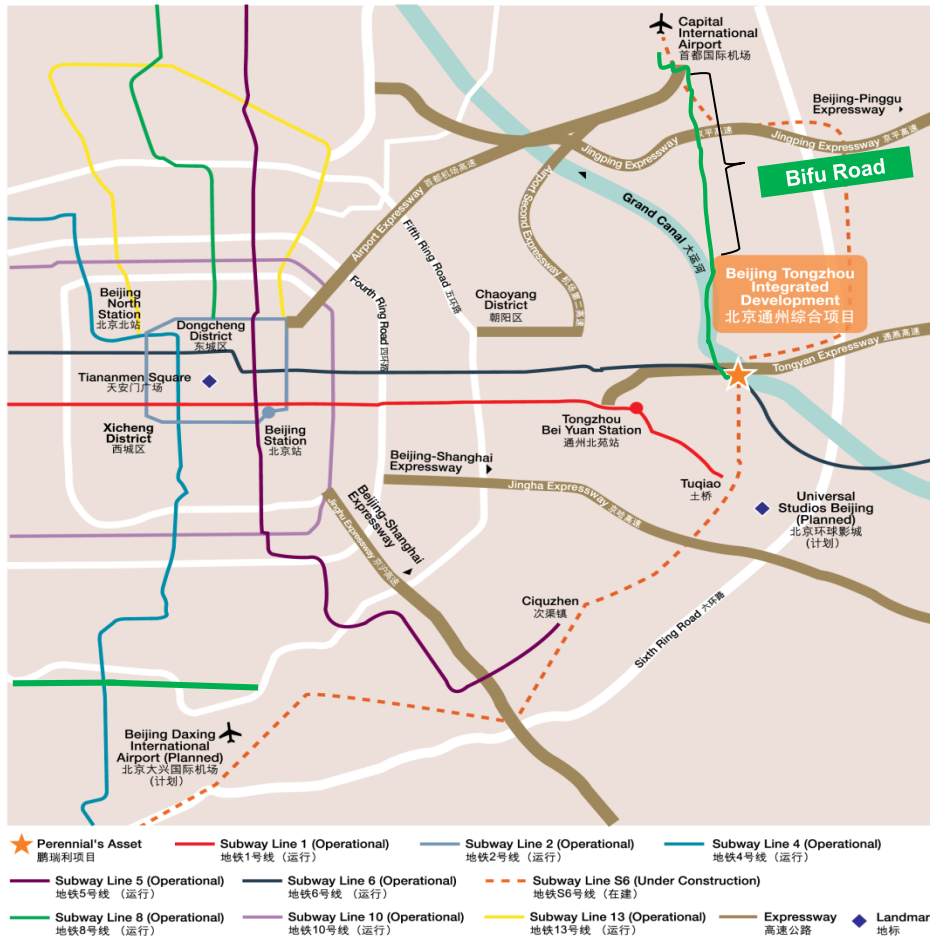 Capital
International
Airport
首都国际机场
Beijing-Pinggu
Expressway
Jingping Expressway 京平高速
Jingping Expressway 京平高速
Bifu Road
Airport Expressway 首都机场高速
Airport Second Expressway 机场第二高速
Grand Canal 大运河
Fifth Ring Road 五环路
Fourth Ring Road 四环路
Beijing Tongzhou
Integrated
Development
北京通州综合项目
Beijing
North
Station
北京北站
Dongcheng
District
东城区
Chaoyang
District
朝阳区
Tongyan Expressway 通燕高速
Tiananmen Square
天安门广场
Xicheng
District
西城区
Beijing
Station
北京站
Tongzhou
Bei Yuan Station
通州北苑站
Beijing-Shanghai
Expressway
Jingha Expressway 京哈高速
Tuqiao
土桥
Universal
Studios Beijing
(Planned)
北京环球影城
(计划)
Beijing-Shanghai
Expressway
Jinghu Expressway 京沪高速
Ciquzhen
次渠镇
Sixth Ring Road 六环路
Beijing Daxing
International
Airport (Planned)
北京大兴国际机场
(计划)
Perennial's Asset
鹏瑞利项目
Subway Line 1 (Operational)
地铁1号线（运行）
Subway Line 2 (Operational)
地铁2号线（运行）
Subway Line 4 (Operational)
地铁4号线（运行）
Subway Line 5 (Operational)
地铁5号线 （运行）
Subway Line 6 (Operational)
地铁6号线（运行）
Subway Line S6 (Under Construction)
地铁S6号线（在建）
Subway Line 8 (Operational)
地铁8号线（运行）
Subway Line 10 (Operational)
地铁10号线（运行）
Subway Line 13 (Operational)
地铁13号线（运行）
Expressway
高速公路
Landmar
地标